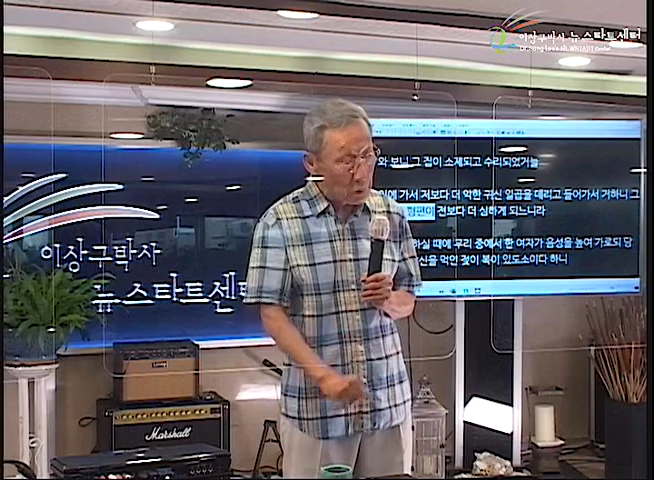 이상구박사 뉴스타트센터
와 보니 그 집이 소제되고 수리되었거늘
이에 가서 저보다 더 악한 귀신 일곱을 데리고 들어가서 거하니 그
형편이 전보다 더 심하게 되느니라
하실 때에 무리 중에서 한 여자가 음성을 높여 가로되 당
신을 먹인 젖이 복이 있도소이다 하니
이상구박사
뉴스타트센터
Marshall